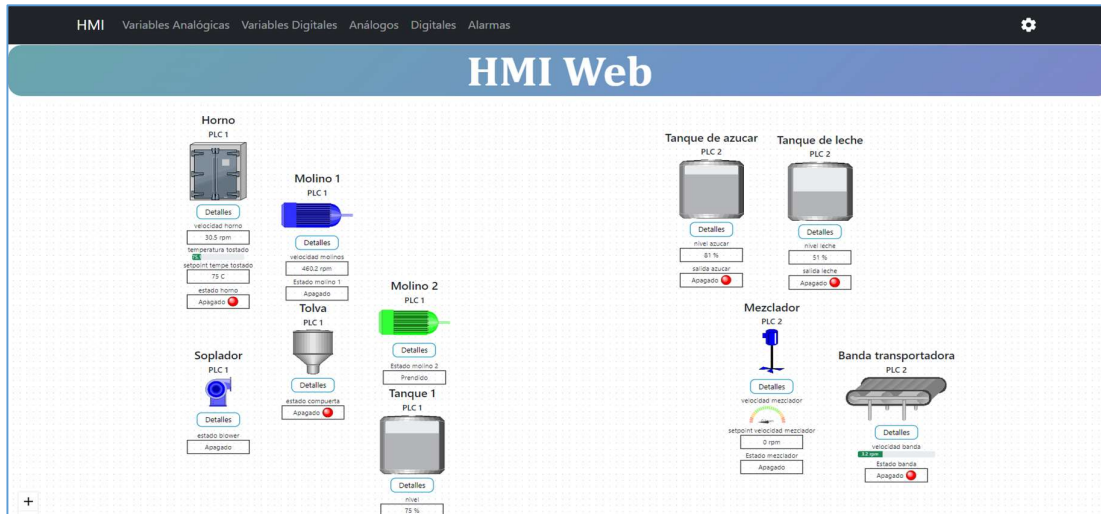 HMI Variables Analógicas Variables Digitales Análogos Digitales Alarmas
HMI Web
Horno
PLC 1
Detalles
velocidad horno
30.5 rpm
temperatura tostado
setpoint tempe tostado
75 C
estado horno
Apagado
Molino 1
PLC 1
Detalles
velocidad molinos
460.2 rpm
Estado molino 1
Apagado
Tolva
PLC 1
Detalles
estado compuerta
Apagado
Soplador
PLC 1
Detalles
estado blower
Apagado
Molino 2
PLC 1
Detalles
Estado molino 2
Prendido
Tanque 1
PLC 1
Detalles
nivel
75 %
Tanque de azucar
PLC 2
Detalles
nivel azucar
81 %
salida azucar
Apagado
Tanque de leche
PLC 2
Detalles
nivel leche
51 %
salida leche
Apagado
Mezclador
PLC 2
Detalles
velocidad mezclador
setpoint velocidad mezclador
0 rpm
Estado mezclador
Apagado
Banda transportadora
PLC 2
Detalles
velocidad banda
Estado banda
Apagado
+